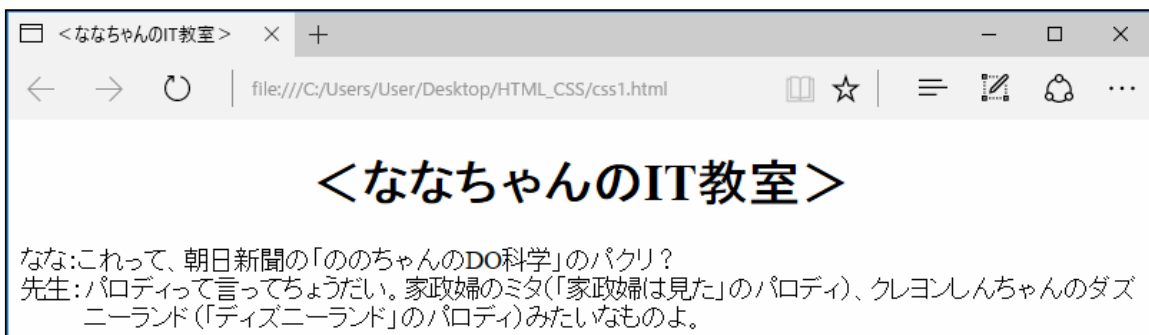 ＜ななちゃんのIT教室＞
file:///C:/Users/User/Desktop/HTML_CSS/css1.html
＜ななちゃんのIT教室＞
なな:これって、朝日新聞の「ののちゃんのDO科学」のパクリ？
先生:パロディって言ってちょうだい。家政婦のミタ(「家政婦は見た」のパロディ)、クレヨンしんちゃんのダズ
ニーランド(「ディズニーランド」のパロディ)みたいなものよ。